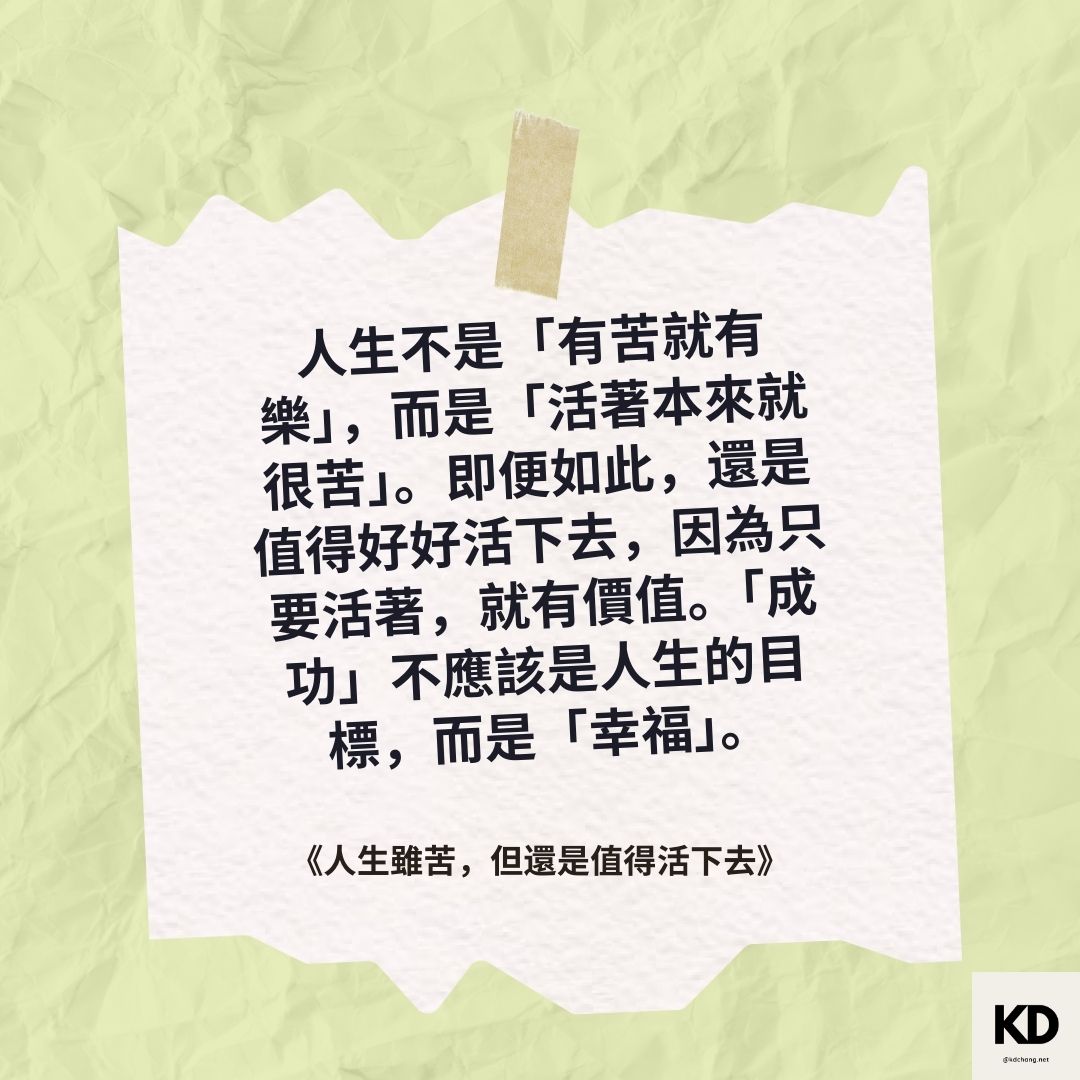 人生不是「有苦就有
樂」，而是「活著本來就
很苦」。即便如此，還是
值得好好活下去，因為只
要活著，就有價值。「成
功」不應該是人生的目
標，而是「幸福」。
《人生雖苦，但還是值得活下去》
KD
@kdchang.net